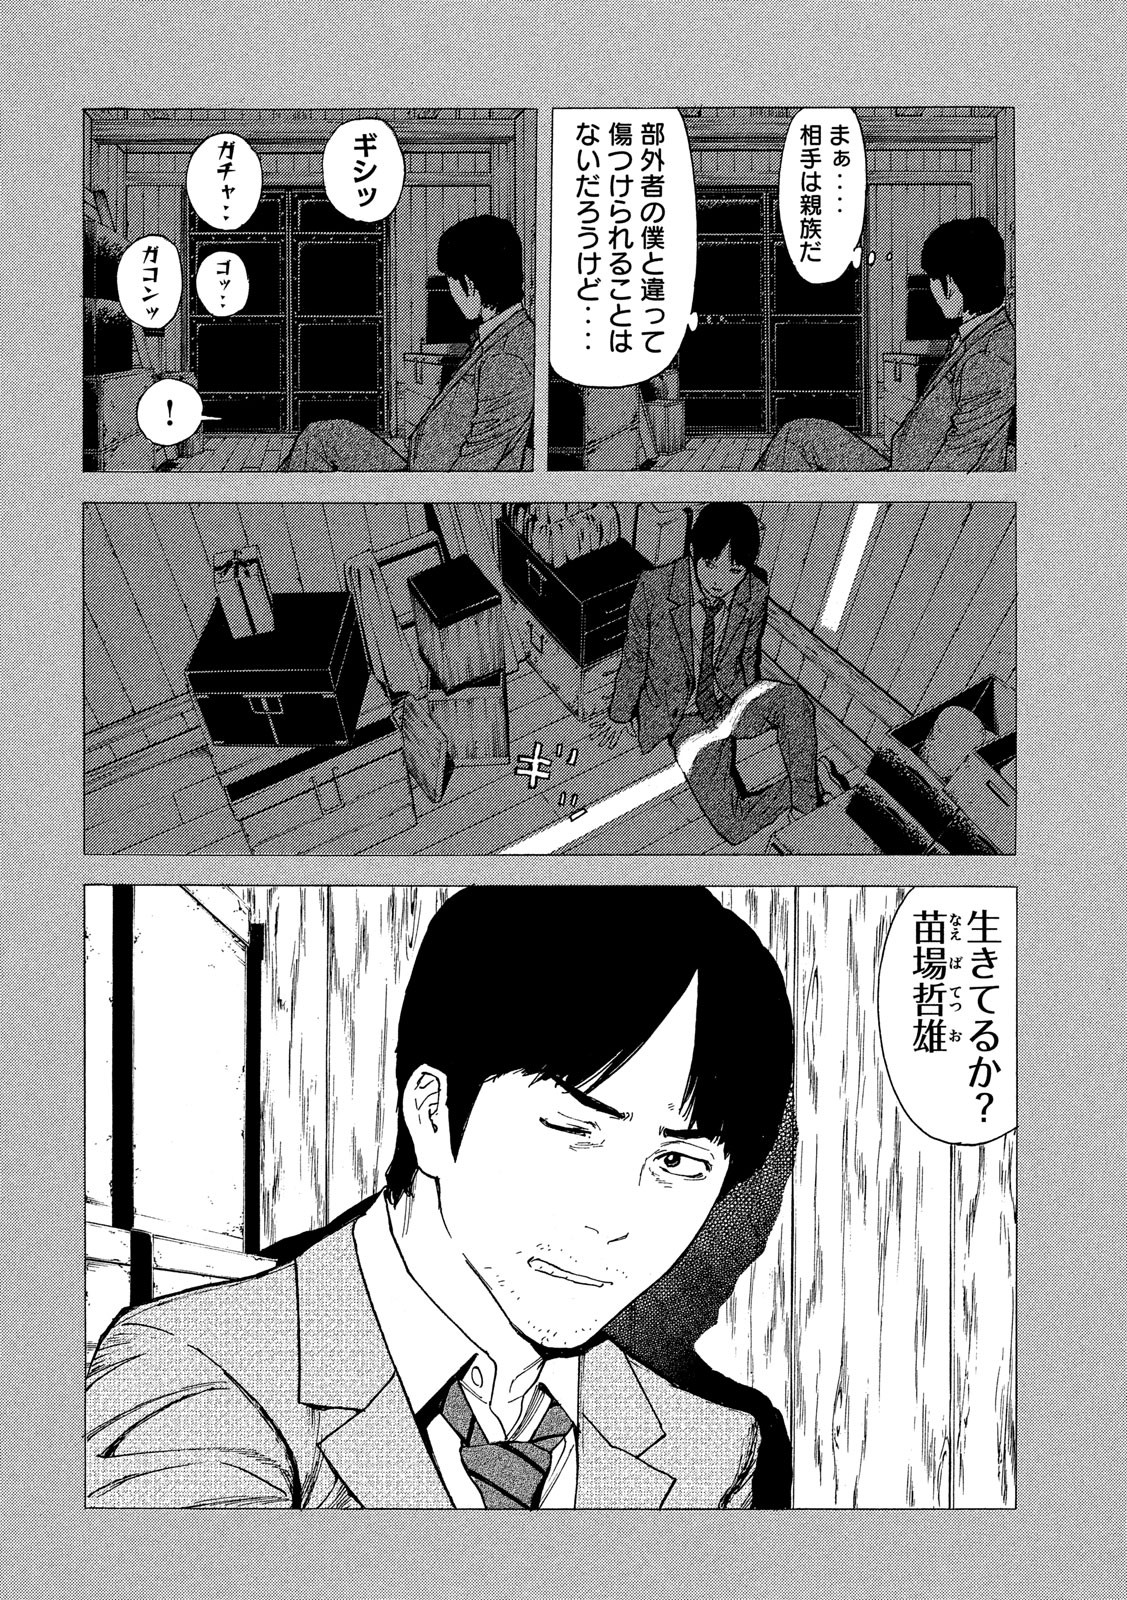 まぁ・・・
相手は親族だ
部外者の僕と違って
傷つけられることは
ないだろうけど・・・・
ギシッ
ガチャ・・
ゴッ・・
ガコンッ
！
ギ
生きてるか？
苗場哲雄
なえばてつお